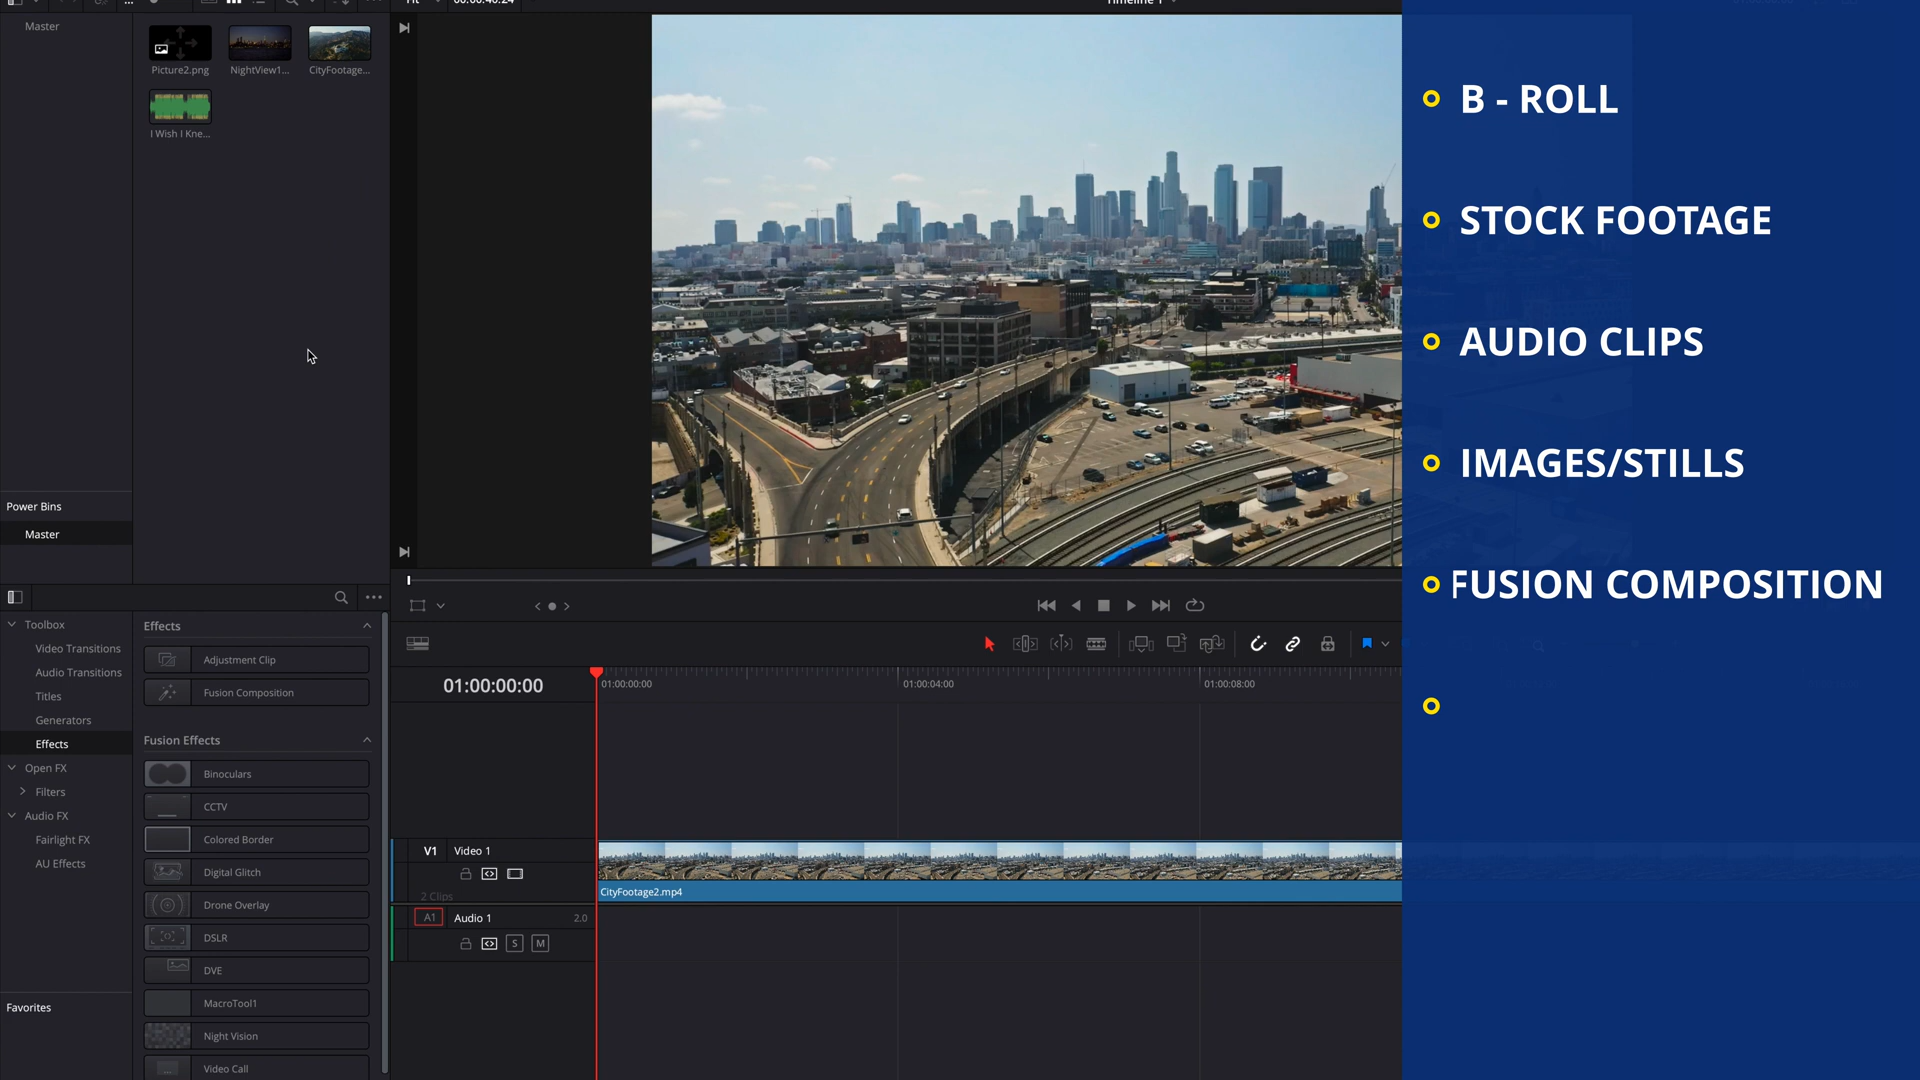 Master
Picture2.png
NightView1...
CityFootage...
I Wish I Kne...
Power Bins
Master
Toolbox
Video Transitions
Audio Transitions
Titles
Generators
Effects
Open FX
Filters
Audio FX
Fairlight FX
AU Effects
Favorites
Effects
Adjustment Clip
Fusion Composition
Fusion Effects
Binoculars
CCTV
Colored Border
Digital Glitch
Drone Overlay
DSLR
DVE
MacroTool1
Night Vision
Video Call
Timeline 1
01:00:00:00
01:00:00:00
01:00:04:00
01:00:08:00
V1 Video 1
2 Clips
CityFootage2.mp4
A1 Audio 1 2.0
S M
B - ROLL
STOCK FOOTAGE
AUDIO CLIPS
IMAGES/STILLS
FUSION COMPOSITION